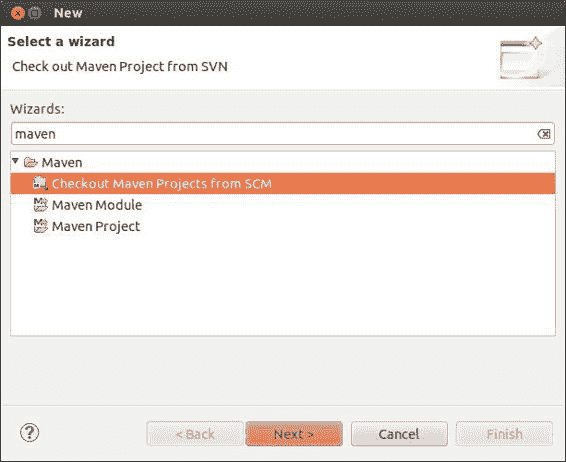 New
Select a wizard
Check out Maven Project from SVN
Wizards:
maven
Maven
Checkout Maven Projects from SCM
Maven Module
Maven Project
< Back Next > Cancel Finish